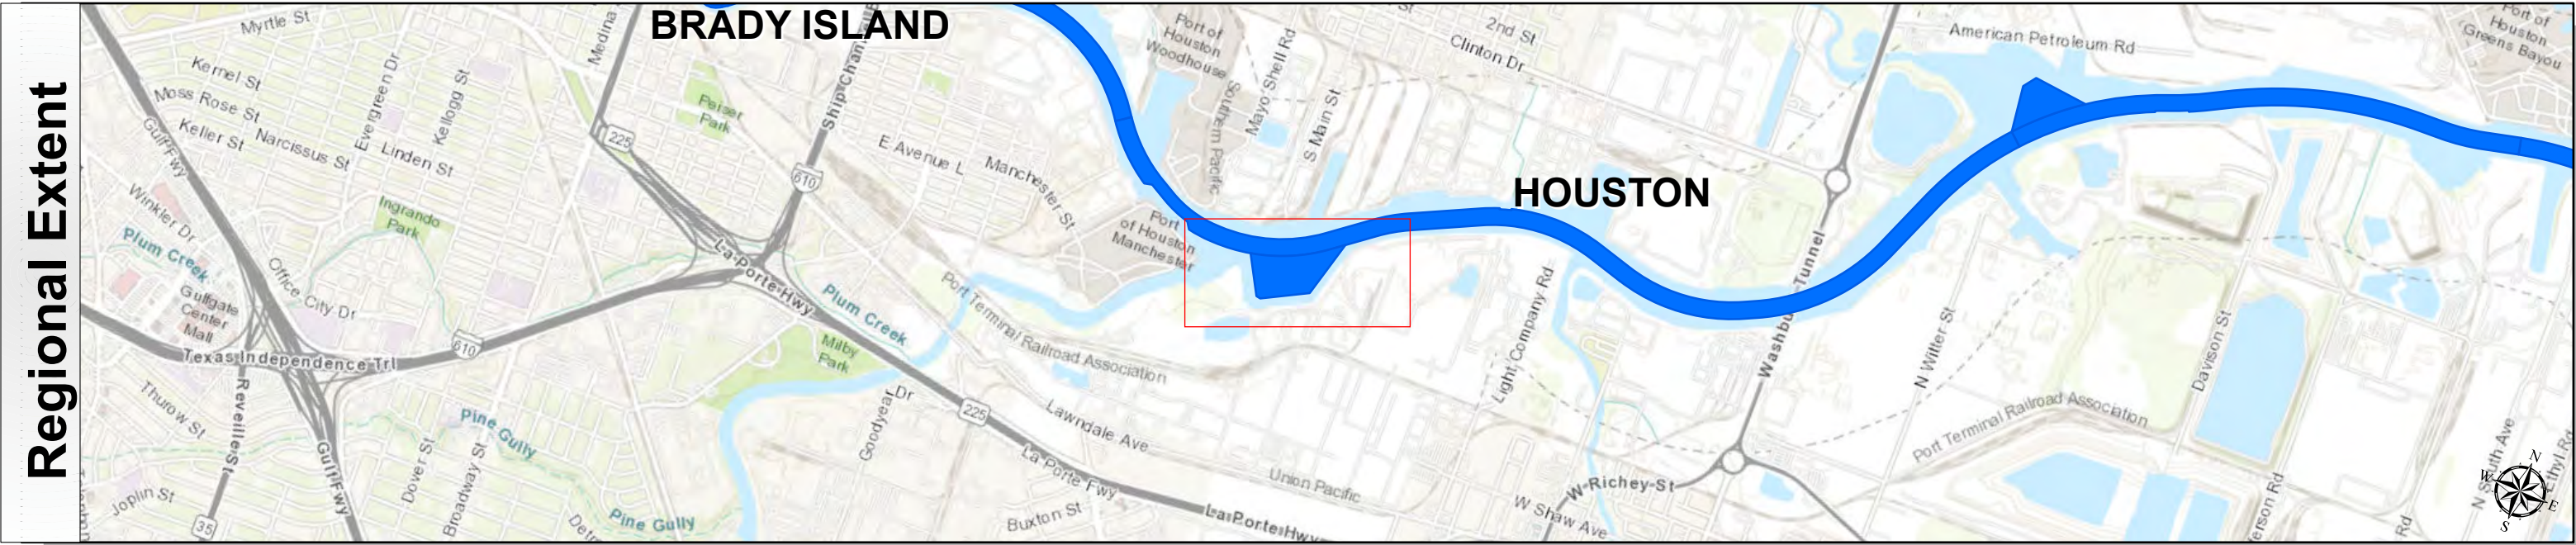 Regional Extent
BRADY ISLAND
HOUSTON
Myrtle St
Kernel St
Moss Rose St
Keller St
Narcissus St
Linden St
Evergreen Dr
Kellogg St
Medina
Gulf Fwy
Winkler Dr
Plum Creek
Ingrando
Park
Office City Dr
Gulfgate
Center
Mall
Texas Independence Trl
610
Thurow St
Reveille St
Gulf Fwy
Joplin St
35
Pine Gully
Dover St
Broadway St
Pine Gully
225
Peiser
Park
610
La Porte Hwy
Plum Creek
Milby
Park
E Avenue L
Manchester St
Port
of Houston
Manchester
Port Terminal Railroad Association
Goodyear Dr
225
Lawndale Ave
La Porte Fwy
Buxton St
Union Pacific
La Porte Hwy
Port of
Houston
Woodhouse
Southern Pacific
Mayo Shell Rd
S Main St
2nd St
Clinton Dr
St
Light Company Rd
W Richey St
W Shaw Ave
Tunnel
American Petroleum Rd
Port of
Houston
Greens Bayou
N Witter St
Davison St
Port Terminal Railroad Association
Rd
N
W
E
S